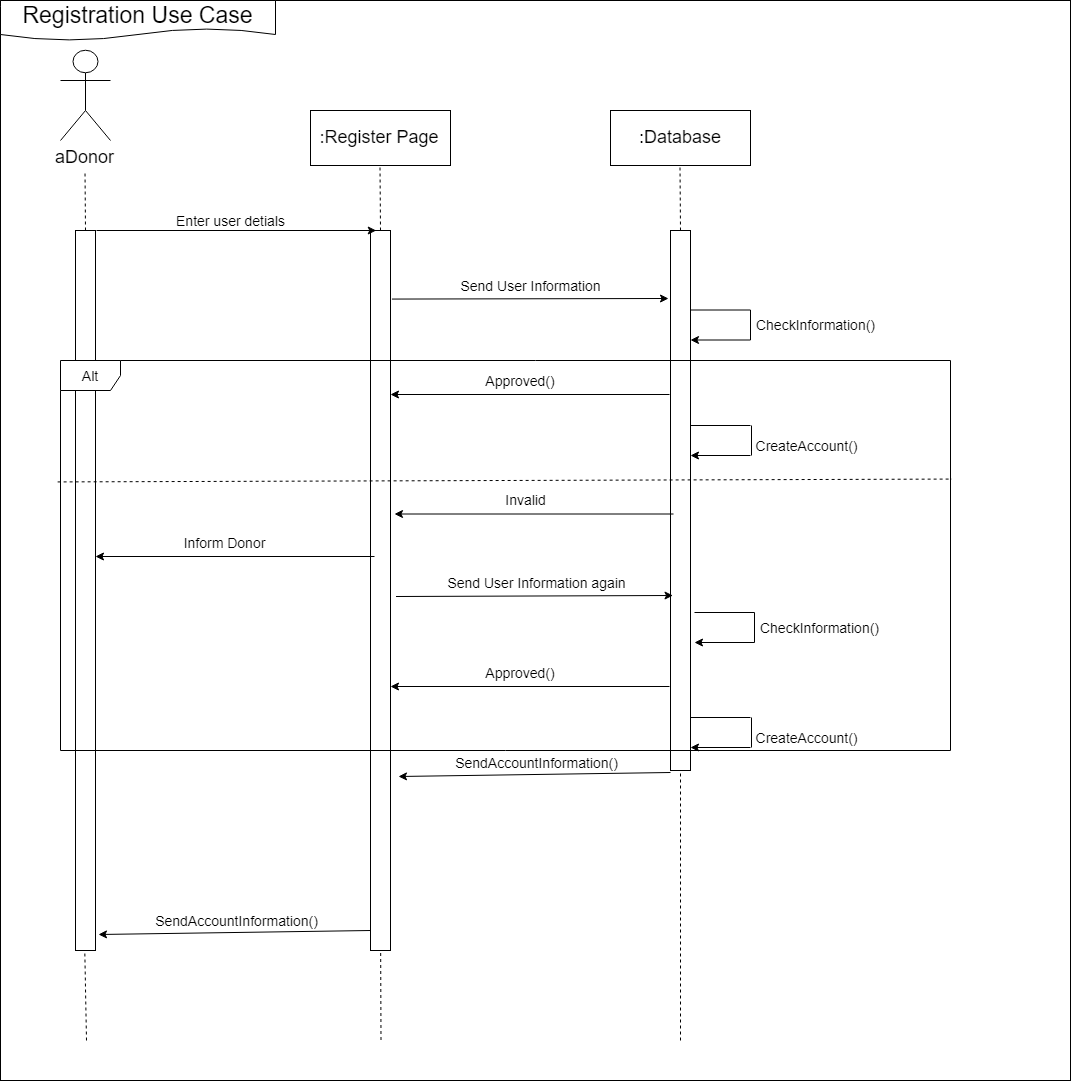 Registration Use Case
aDonor
:Register Page
:Database
Enter user detials
Send User Information
CheckInformation()
Alt
Approved()
CreateAccount()
Invalid
Inform Donor
Send User Information again
CheckInformation()
Approved()
CreateAccount()
SendAccountInformation()
SendAccountInformation()